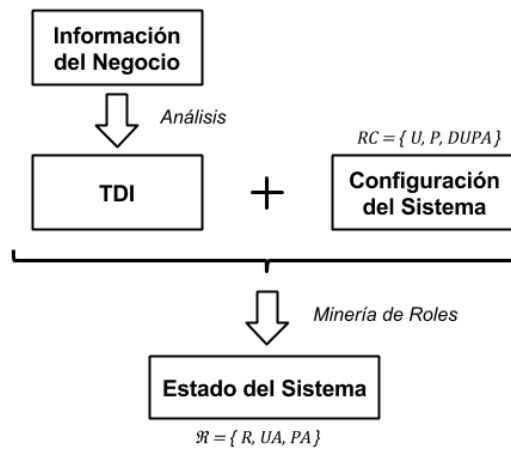 Información
del Negocio
Análisis
RC = { U, P, DUPA}
TDI
+
Configuración
del Sistema
Minería de Roles
Estado del Sistema
ℜ = { R, UA, PA}